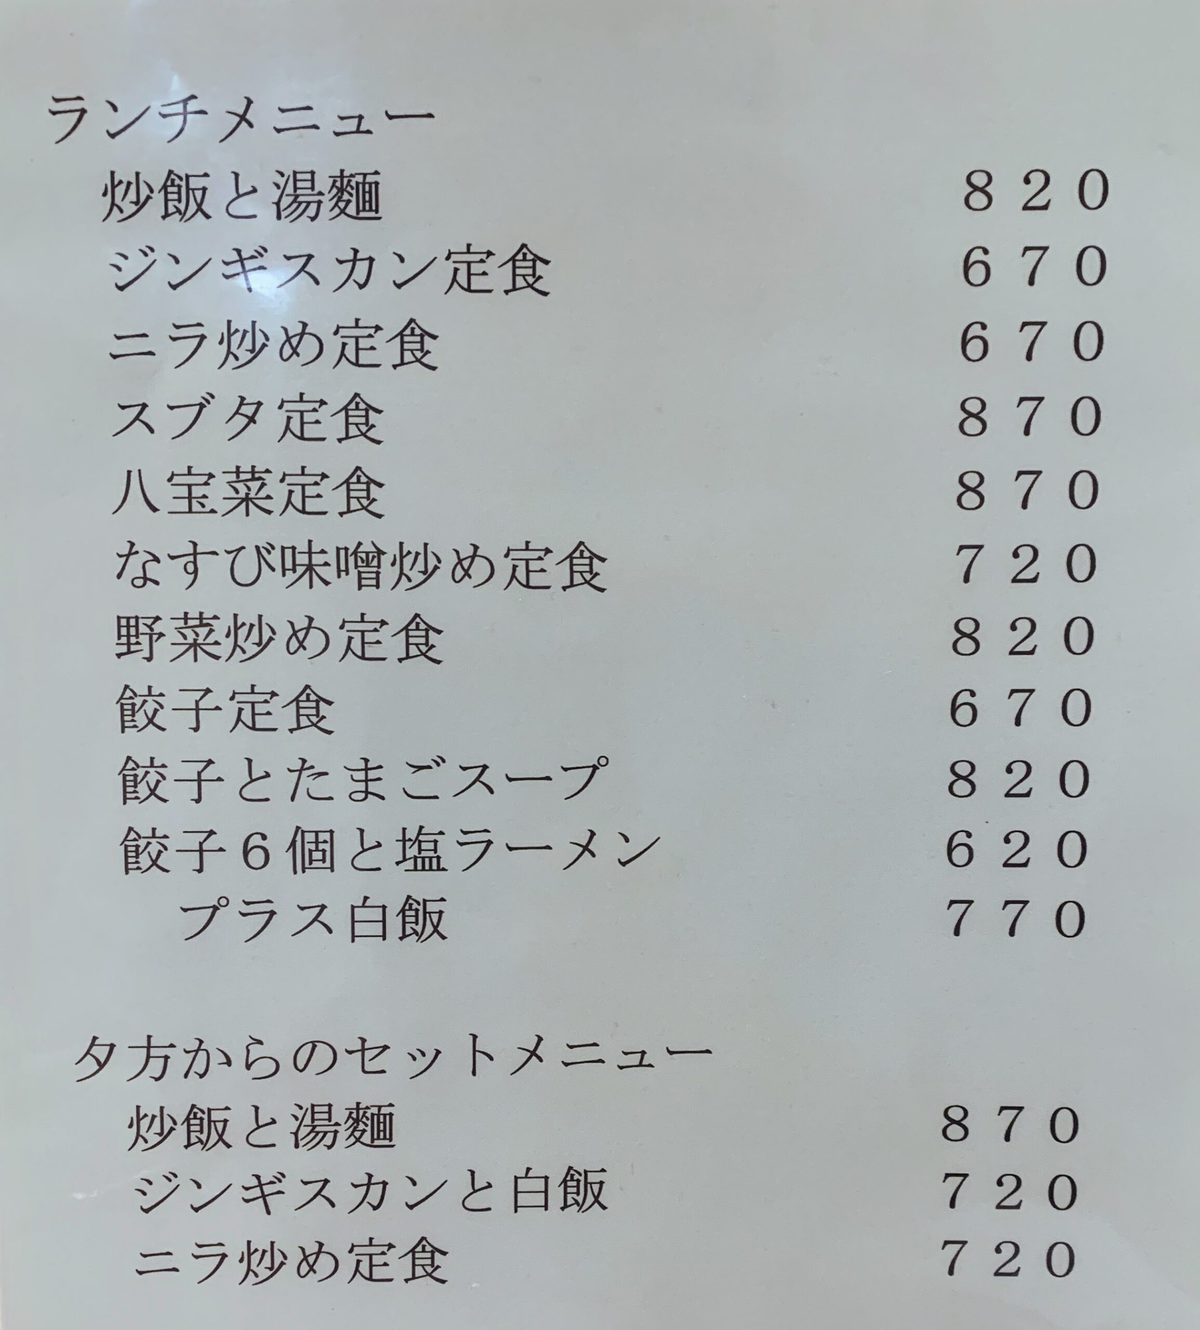 ランチメニュー
炒飯と湯麵 820
ジンギスカン定食 670
ニラ炒め定食 670
スブタ定食 870
八宝菜定食 870
なすび味噌炒め定食 720
野菜炒め定食 820
餃子定食 670
餃子とたまごスープ 820
餃子6個と塩ラーメン 620
プラス白飯 770
夕方からのセットメニュー
炒飯と湯麵 870
ジンギスカンと白飯 720
ニラ炒め定食 720